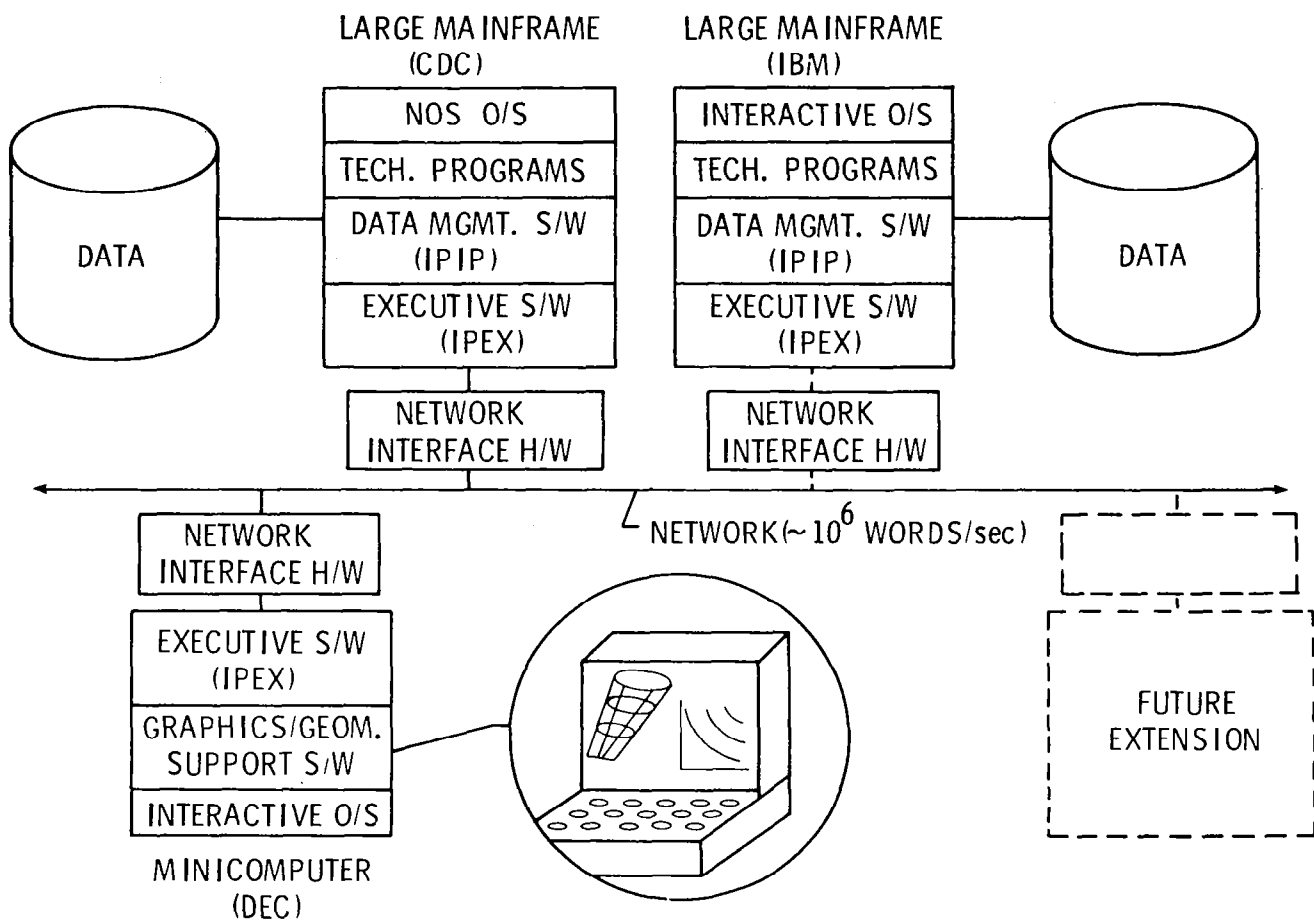 LARGE MAINFRAME
(CDC)
NOS O/S
TECH. PROGRAMS
DATA MGMT. S/W
(IPIP)
EXECUTIVE S/W
(IPEX)
NETWORK
INTERFACE H/W
DATA
LARGE MAINFRAME
(IBM)
INTERACTIVE O/S
TECH. PROGRAMS
DATA MGMT. S/W
(IPIP)
EXECUTIVE S/W
(IPEX)
NETWORK
INTERFACE H/W
DATA
NETWORK (~10⁶ WORDS/sec)
NETWORK
INTERFACE H/W
EXECUTIVE S/W
(IPEX)
GRAPHICS/GEOM.
SUPPORT S/W
INTERACTIVE O/S
MINICOMPUTER
(DEC)
FUTURE
EXTENSION